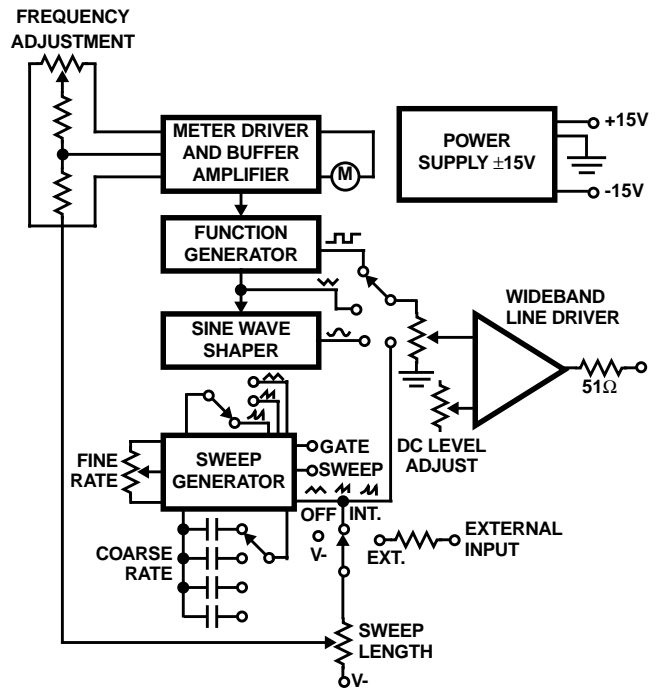 FREQUENCY
ADJUSTMENT
METER DRIVER
AND BUFFER
AMPLIFIER
M
POWER
SUPPLY ±15V
+15V
-15V
FUNCTION
GENERATOR
SINE WAVE
SHAPER
WIDEBAND
LINE DRIVER
51Ω
DC LEVEL
ADJUST
FINE
RATE
SWEEP
GENERATOR
GATE
SWEEP
OFF
INT.
V-
EXT.
EXTERNAL
INPUT
COARSE
RATE
SWEEP
LENGTH
V-